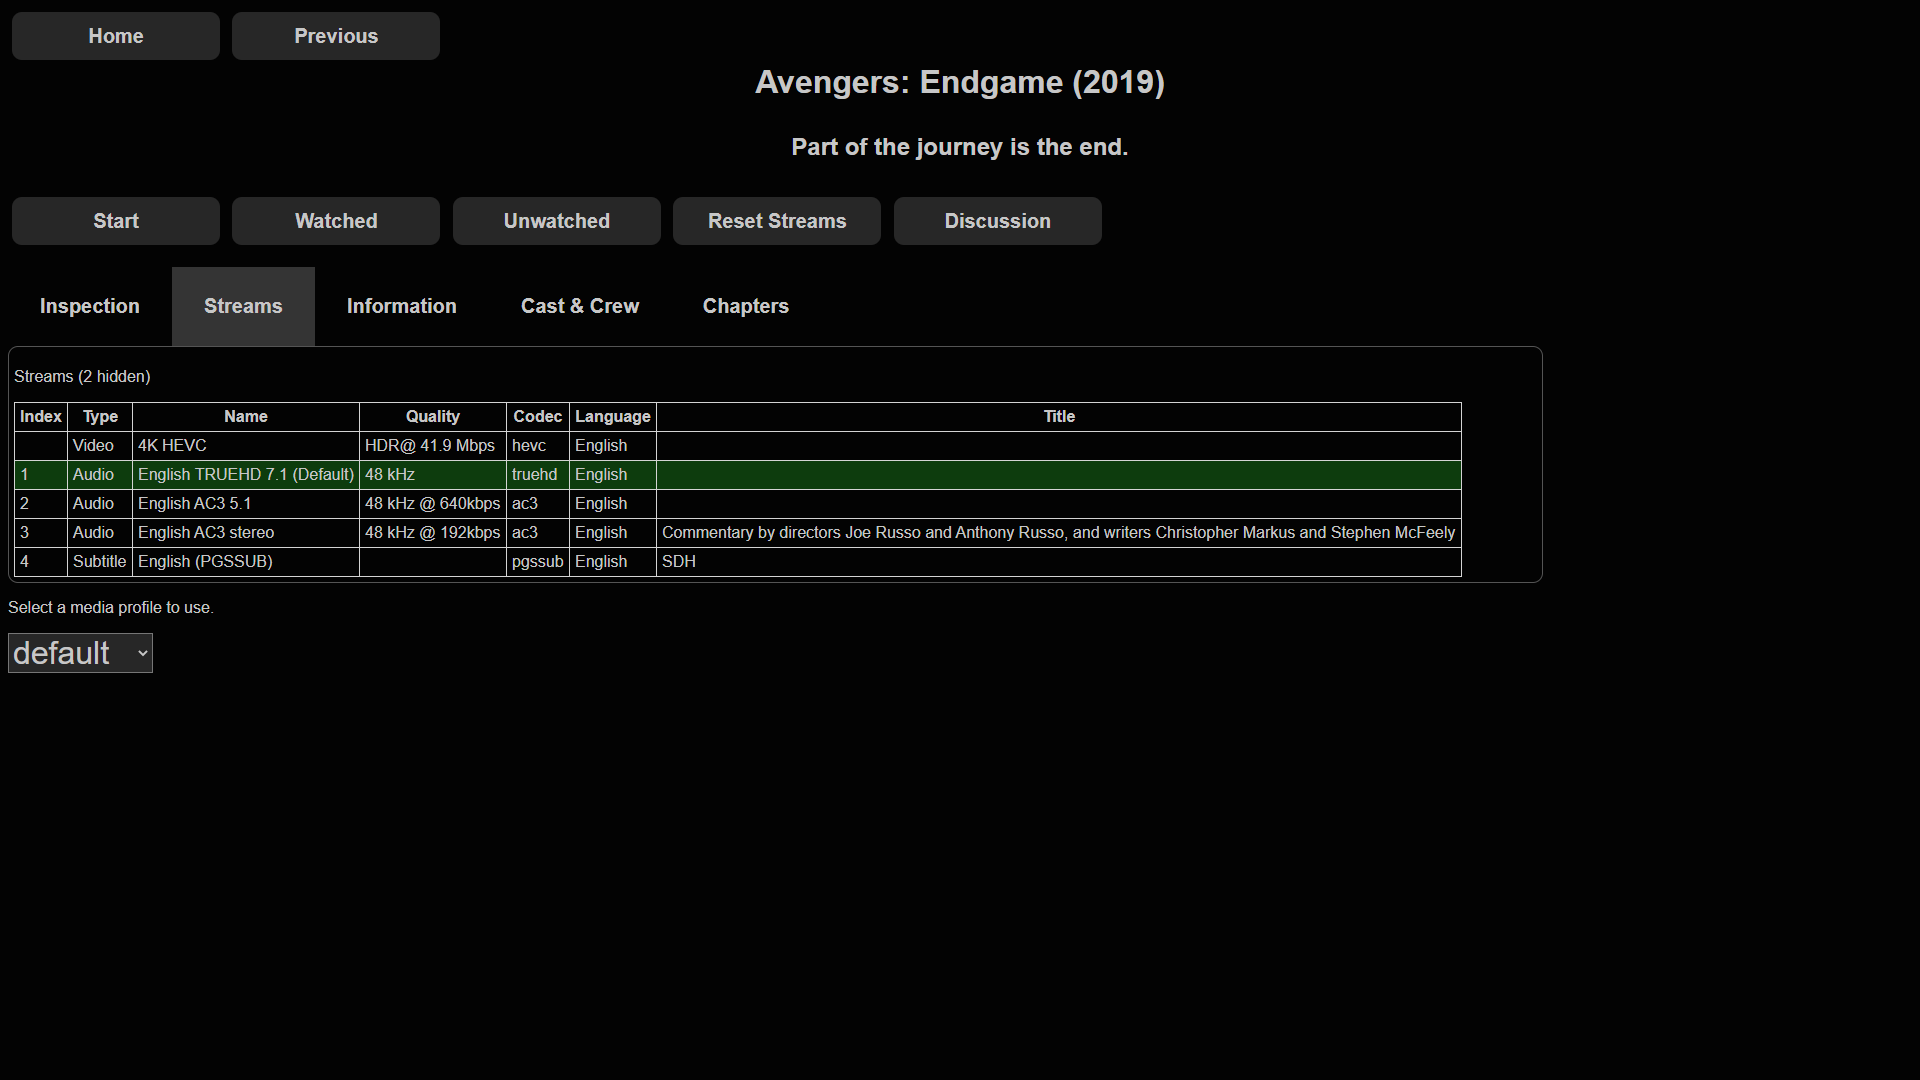 Home Previous
Avengers: Endgame (2019)
Part of the journey is the end.
Start Watched Unwatched Reset Streams Discussion
Inspection Streams Information Cast & Crew Chapters
Streams (2 hidden)
Index Type Name Quality Codec Language Title
Video 4K HEVC HDR@ 41.9 Mbps hevc English
1 Audio English TRUEHD 7.1 (Default) 48 kHz truehd English
2 Audio English AC3 5.1 48 kHz @ 640kbps ac3 English
3 Audio English AC3 stereo 48 kHz @ 192kbps ac3 English Commentary by directors Joe Russo and Anthony Russo, and writers Christopher Markus and Stephen McFeely
4 Subtitle English (PGSSUB) pgssub English SDH
Select a media profile to use.
default